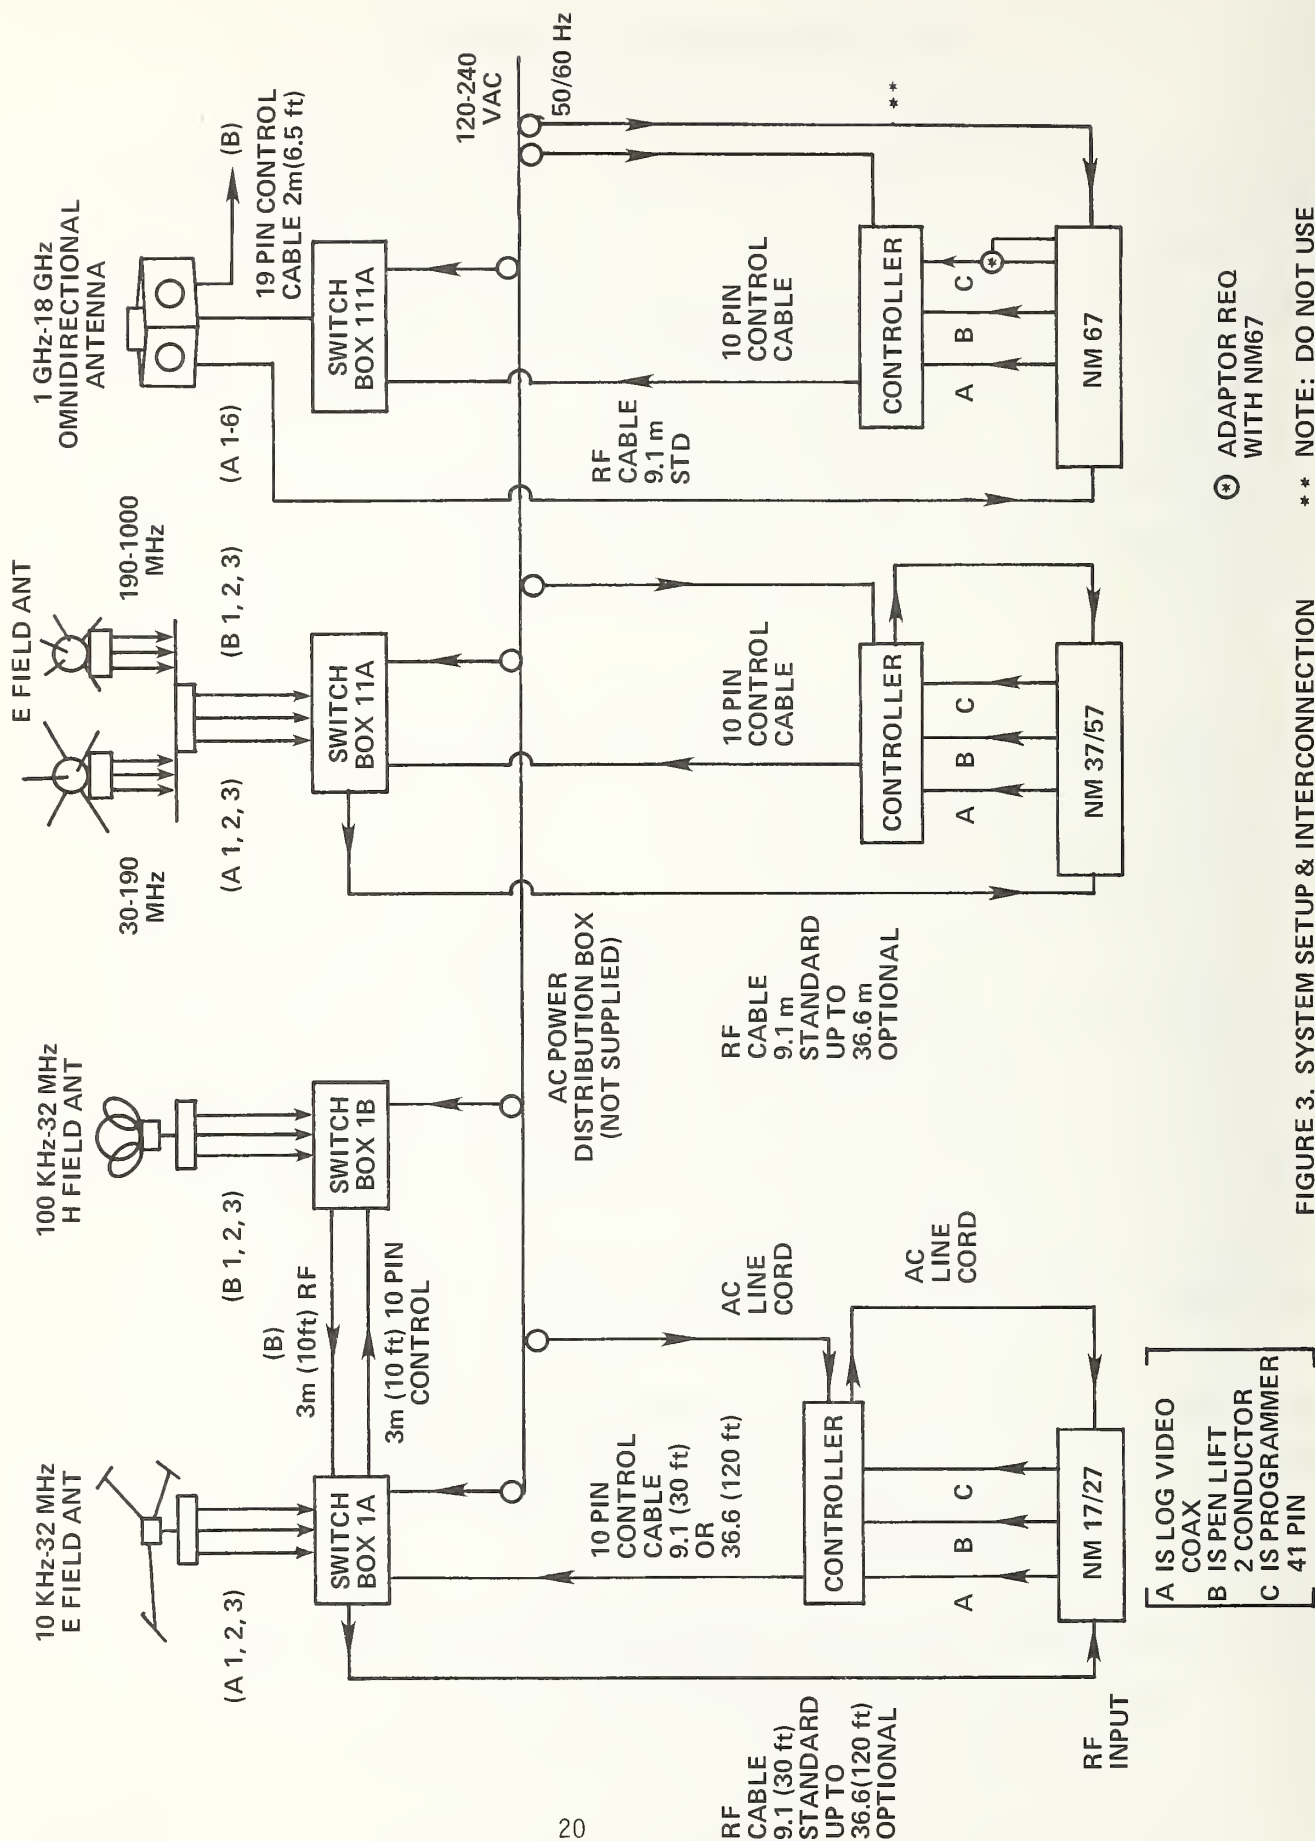 10 KHz-32 MHz
E FIELD ANT
(A 1, 2, 3)
100 KHz-32 MHz
H FIELD ANT
(B 1, 2, 3)
E FIELD ANT
30-190
MHz
190-1000
MHz
(A 1, 2, 3)
(B 1, 2, 3)
1 GHz-18 GHz
OMNIDIRECTIONAL
ANTENNA
(A 1-6)
(B)
19 PIN CONTROL
CABLE 2m(6.5 ft)
SWITCH
BOX 1A
(B)
3m (10ft) RF
3m (10 ft) 10 PIN
CONTROL
SWITCH
BOX 1B
SWITCH
BOX 11A
SWITCH
BOX 111A
120-240
VAC
50/60 Hz
AC POWER
DISTRIBUTION BOX
(NOT SUPPLIED)
10 PIN
CONTROL
CABLE
9.1 (30 ft)
OR
36.6 (120 ft)
AC
LINE
CORD
RF
CABLE
9.1 m
STANDARD
UP TO
36.6 m
OPTIONAL
10 PIN
CONTROL
CABLE
RF
CABLE
9.1 m
STD
10 PIN
CONTROL
CABLE
**
RF
CABLE
9.1 (30 ft)
STANDARD
UP TO
36.6(120 ft)
OPTIONAL
CONTROLLER
AC
LINE
CORD
CONTROLLER
CONTROLLER
A B C
A B C
A B C
*
RF
INPUT
NM 17/27
NM 37/57
NM 67
A IS LOG VIDEO
COAX
B IS PEN LIFT
2 CONDUCTOR
C IS PROGRAMMER
41 PIN
* ADAPTOR REQ
WITH NM67
** NOTE: DO NOT USE
FIGURE 3. SYSTEM SETUP & INTERCONNECTION
20